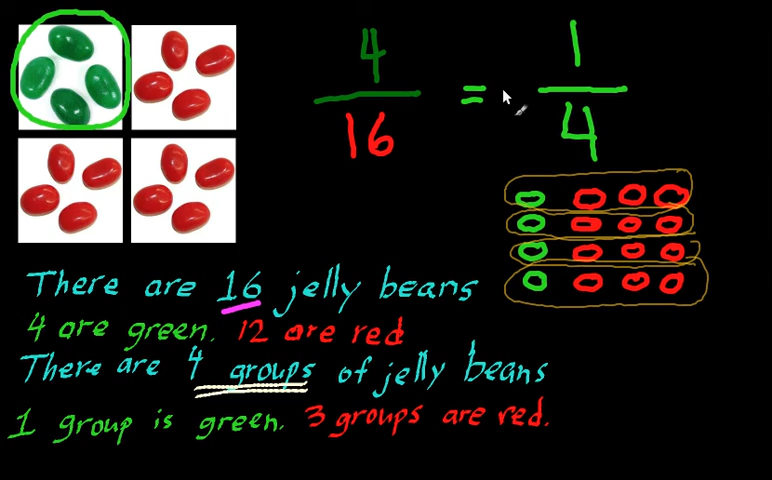 4
16
=
1
4
There are 16 jelly beans
4 are green. 12 are red
There are 4 groups of jelly beans
1 group is green. 3 groups are red.